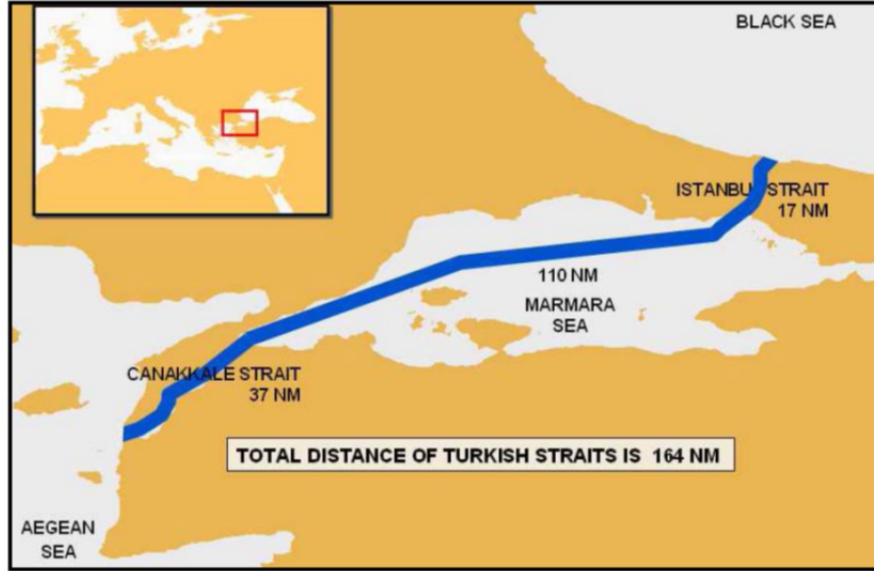 BLACK SEA
ISTANBUL STRAIT
17 NM
110 NM
MARMARA
SEA
CANAKKALE STRAIT
37 NM
TOTAL DISTANCE OF TURKISH STRAITS IS 164 NM
AEGEAN
SEA